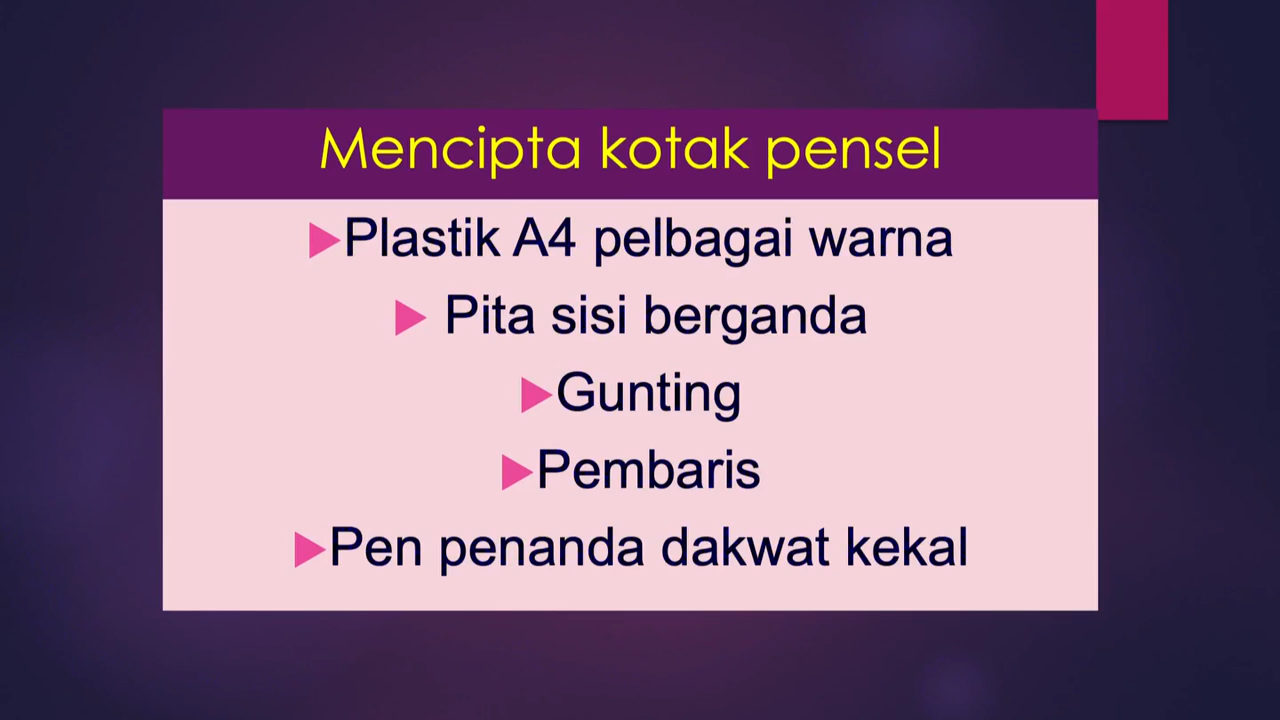 Mencipta kotak pensel
Plastik A4 pelbagai warna
Pita sisi berganda
Gunting
Pembaris
Pen penanda dakwat kekal